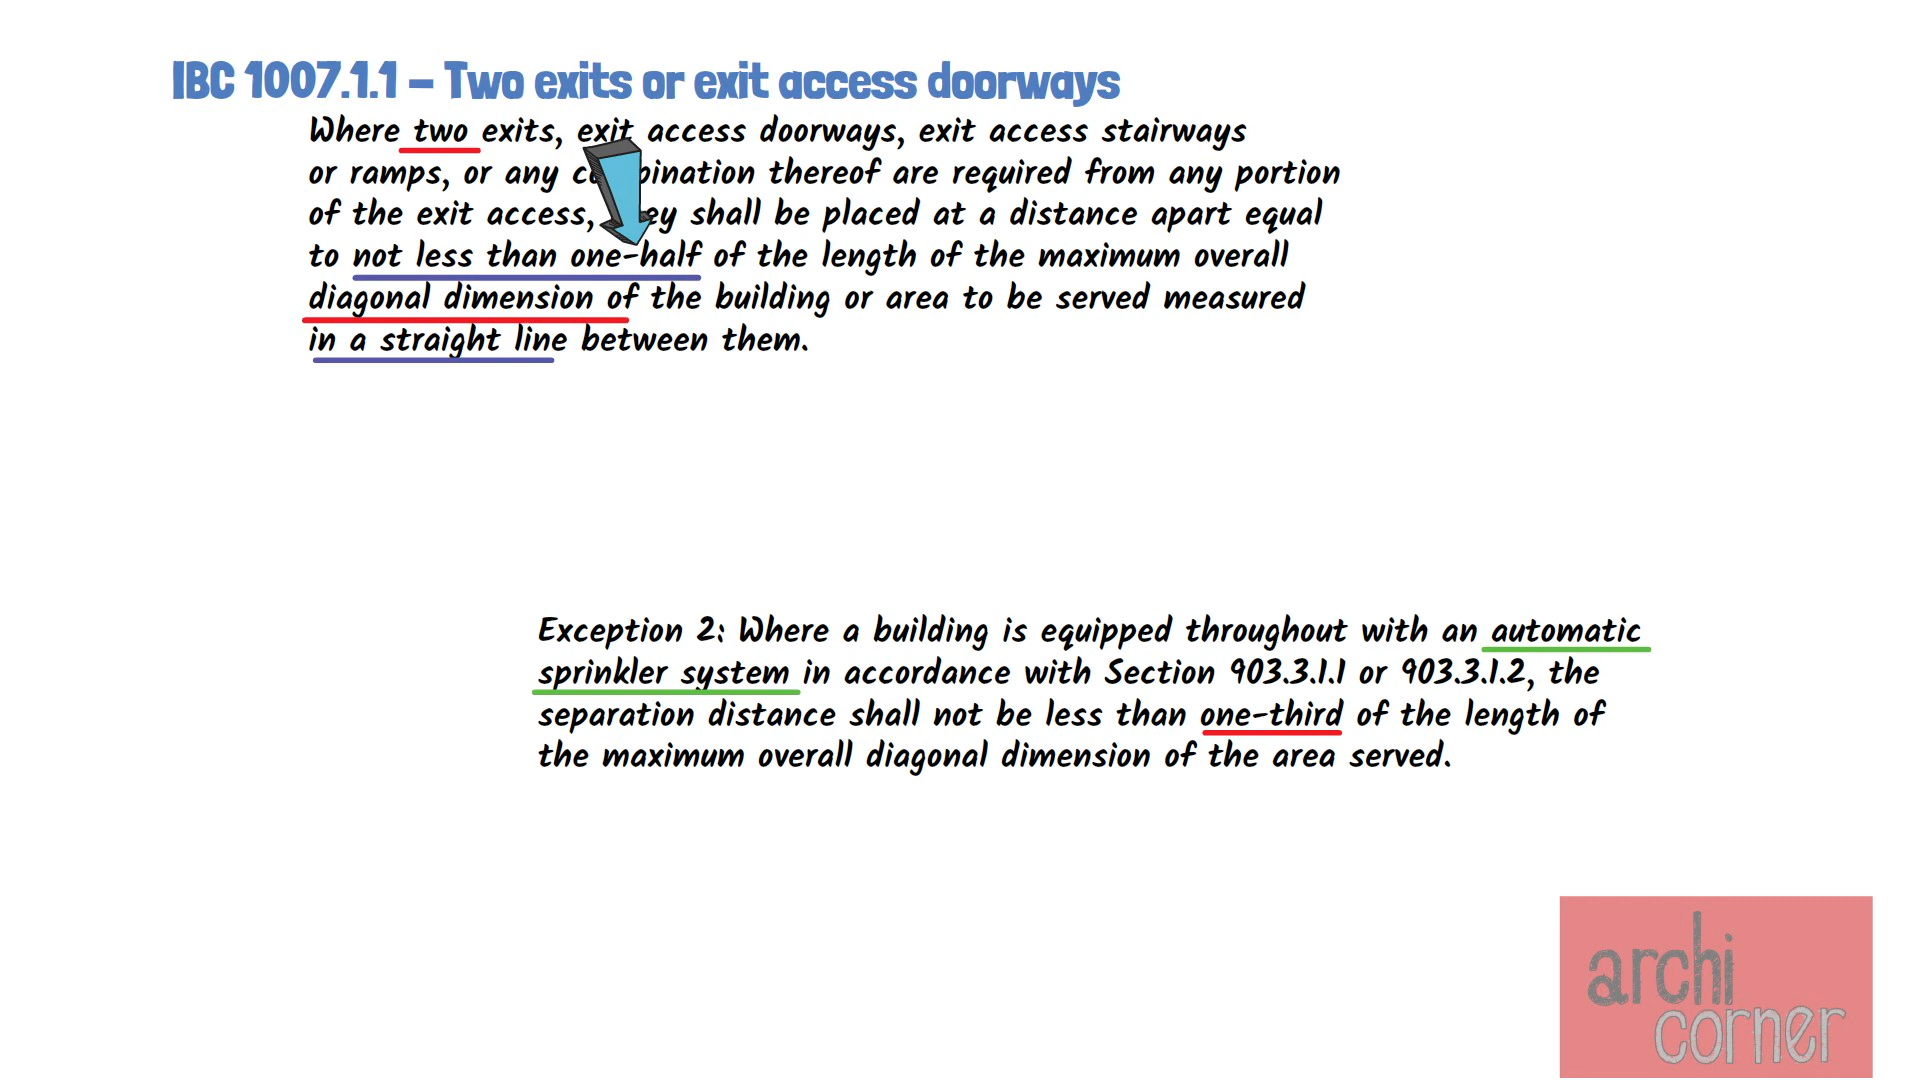 IBC 1007.1.1 – Two exits or exit access doorways
Where two exits, exit access doorways, exit access stairways
or ramps, or any thereof are required from any portion
of the exit access, shall be placed at a distance apart equal
to not less than one-half of the length of the maximum overall
diagonal dimension of the building or area to be served measured
in a straight line between them.
Exception 2: Where a building is equipped throughout with an automatic
sprinkler system in accordance with Section 903.3.1.1 or 903.3.1.2, the
separation distance shall not be less than one-third of the length of
the maximum overall diagonal dimension of the area served.
archi
corner